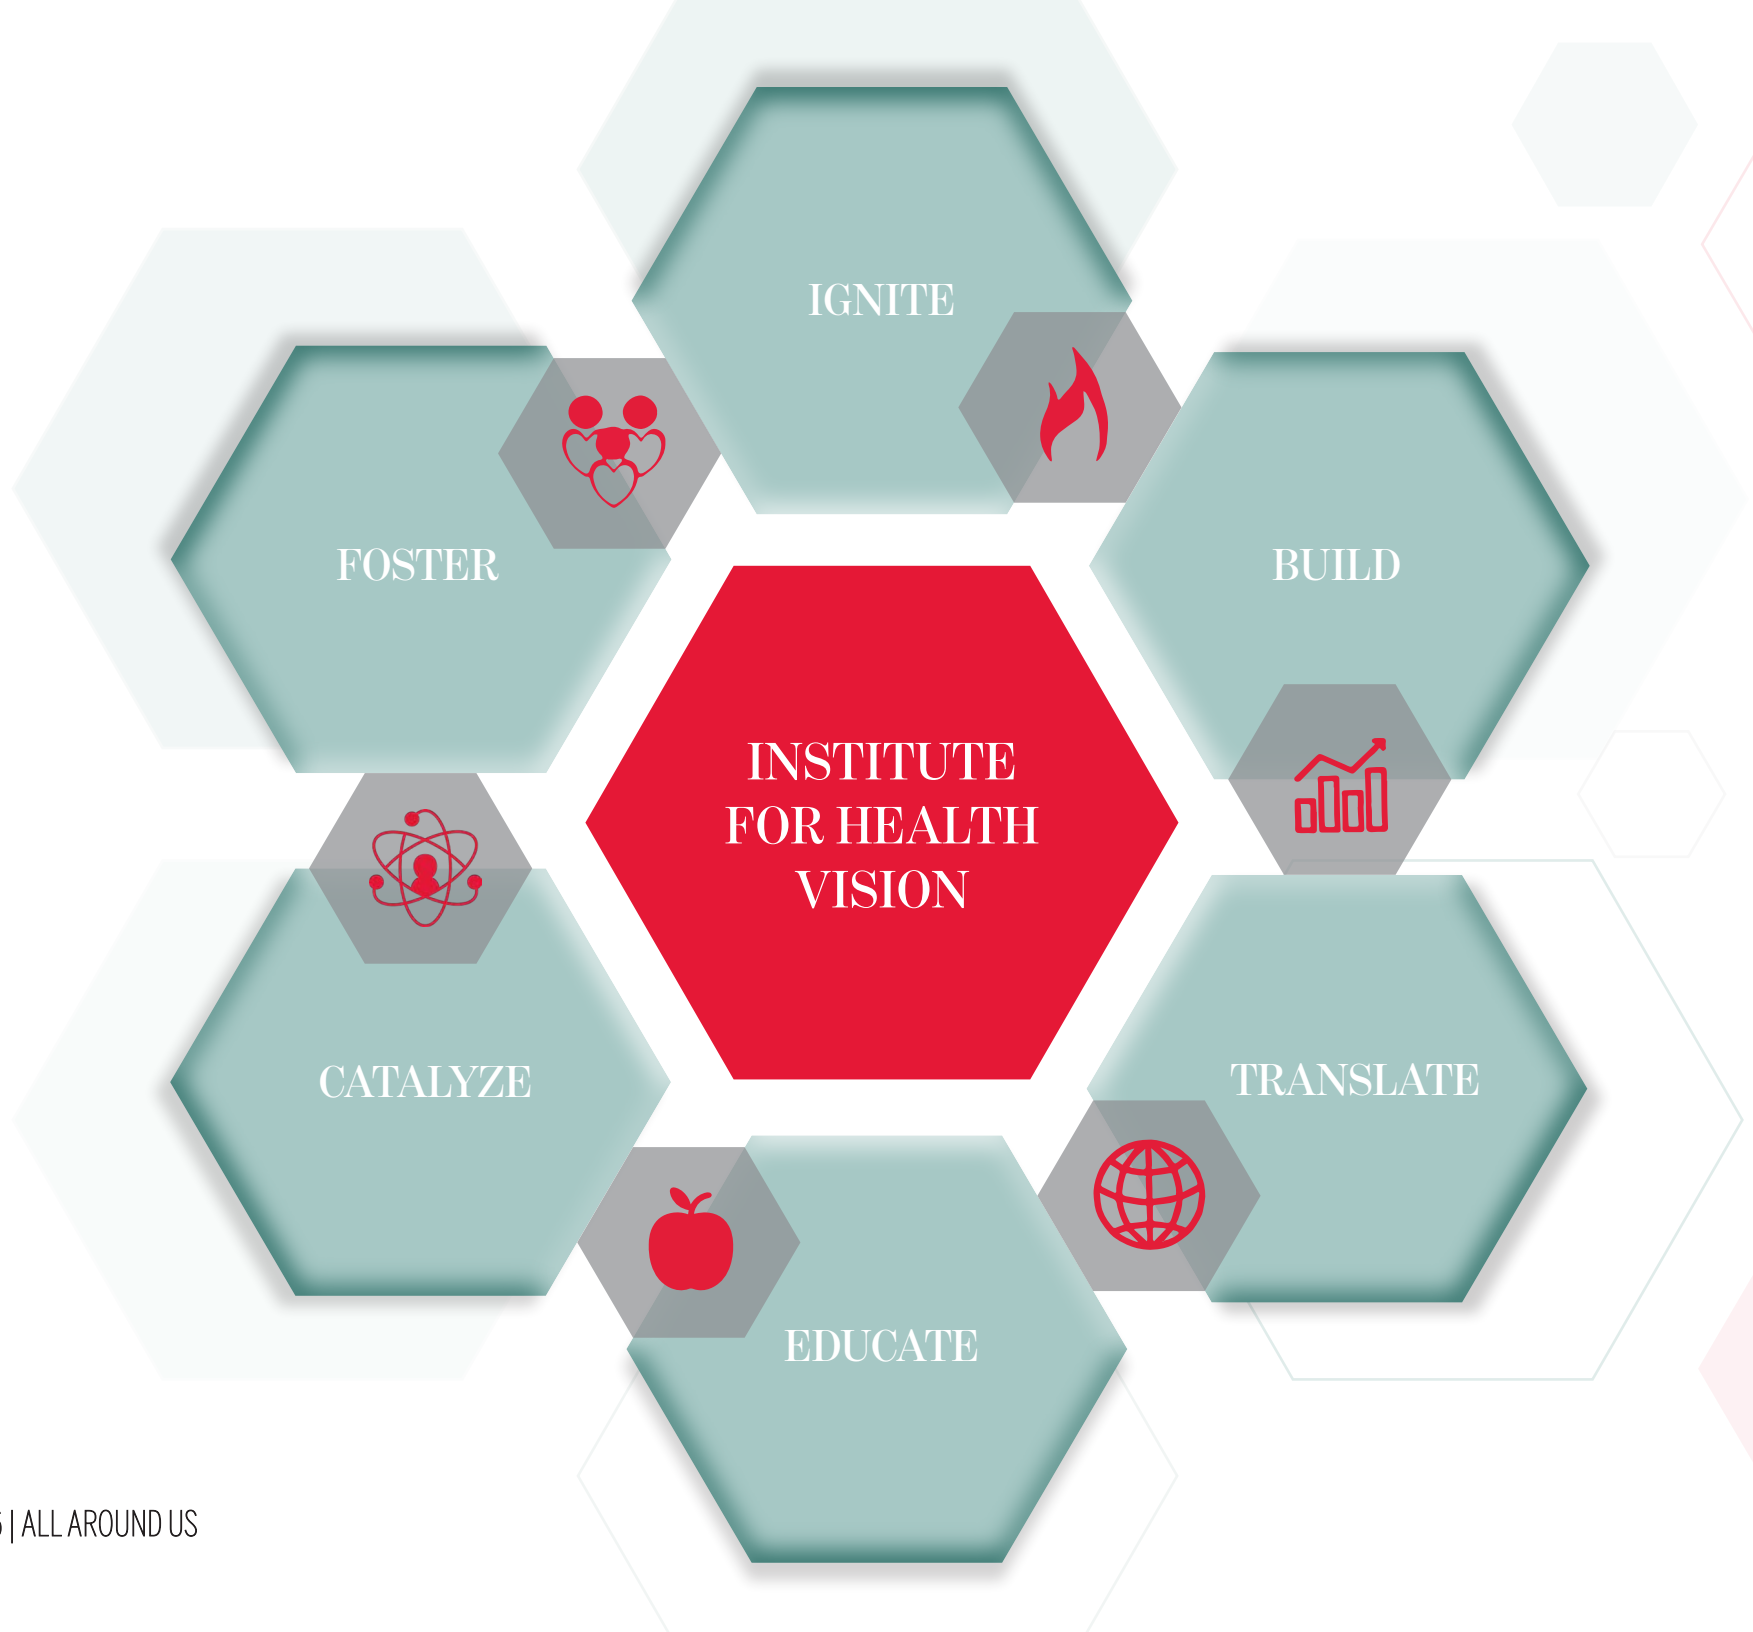 IGNITE
FOSTER
BUILD
INSTITUTE
FOR HEALTH
VISION
CATALYZE
TRANSLATE
EDUCATE
| ALL AROUND US